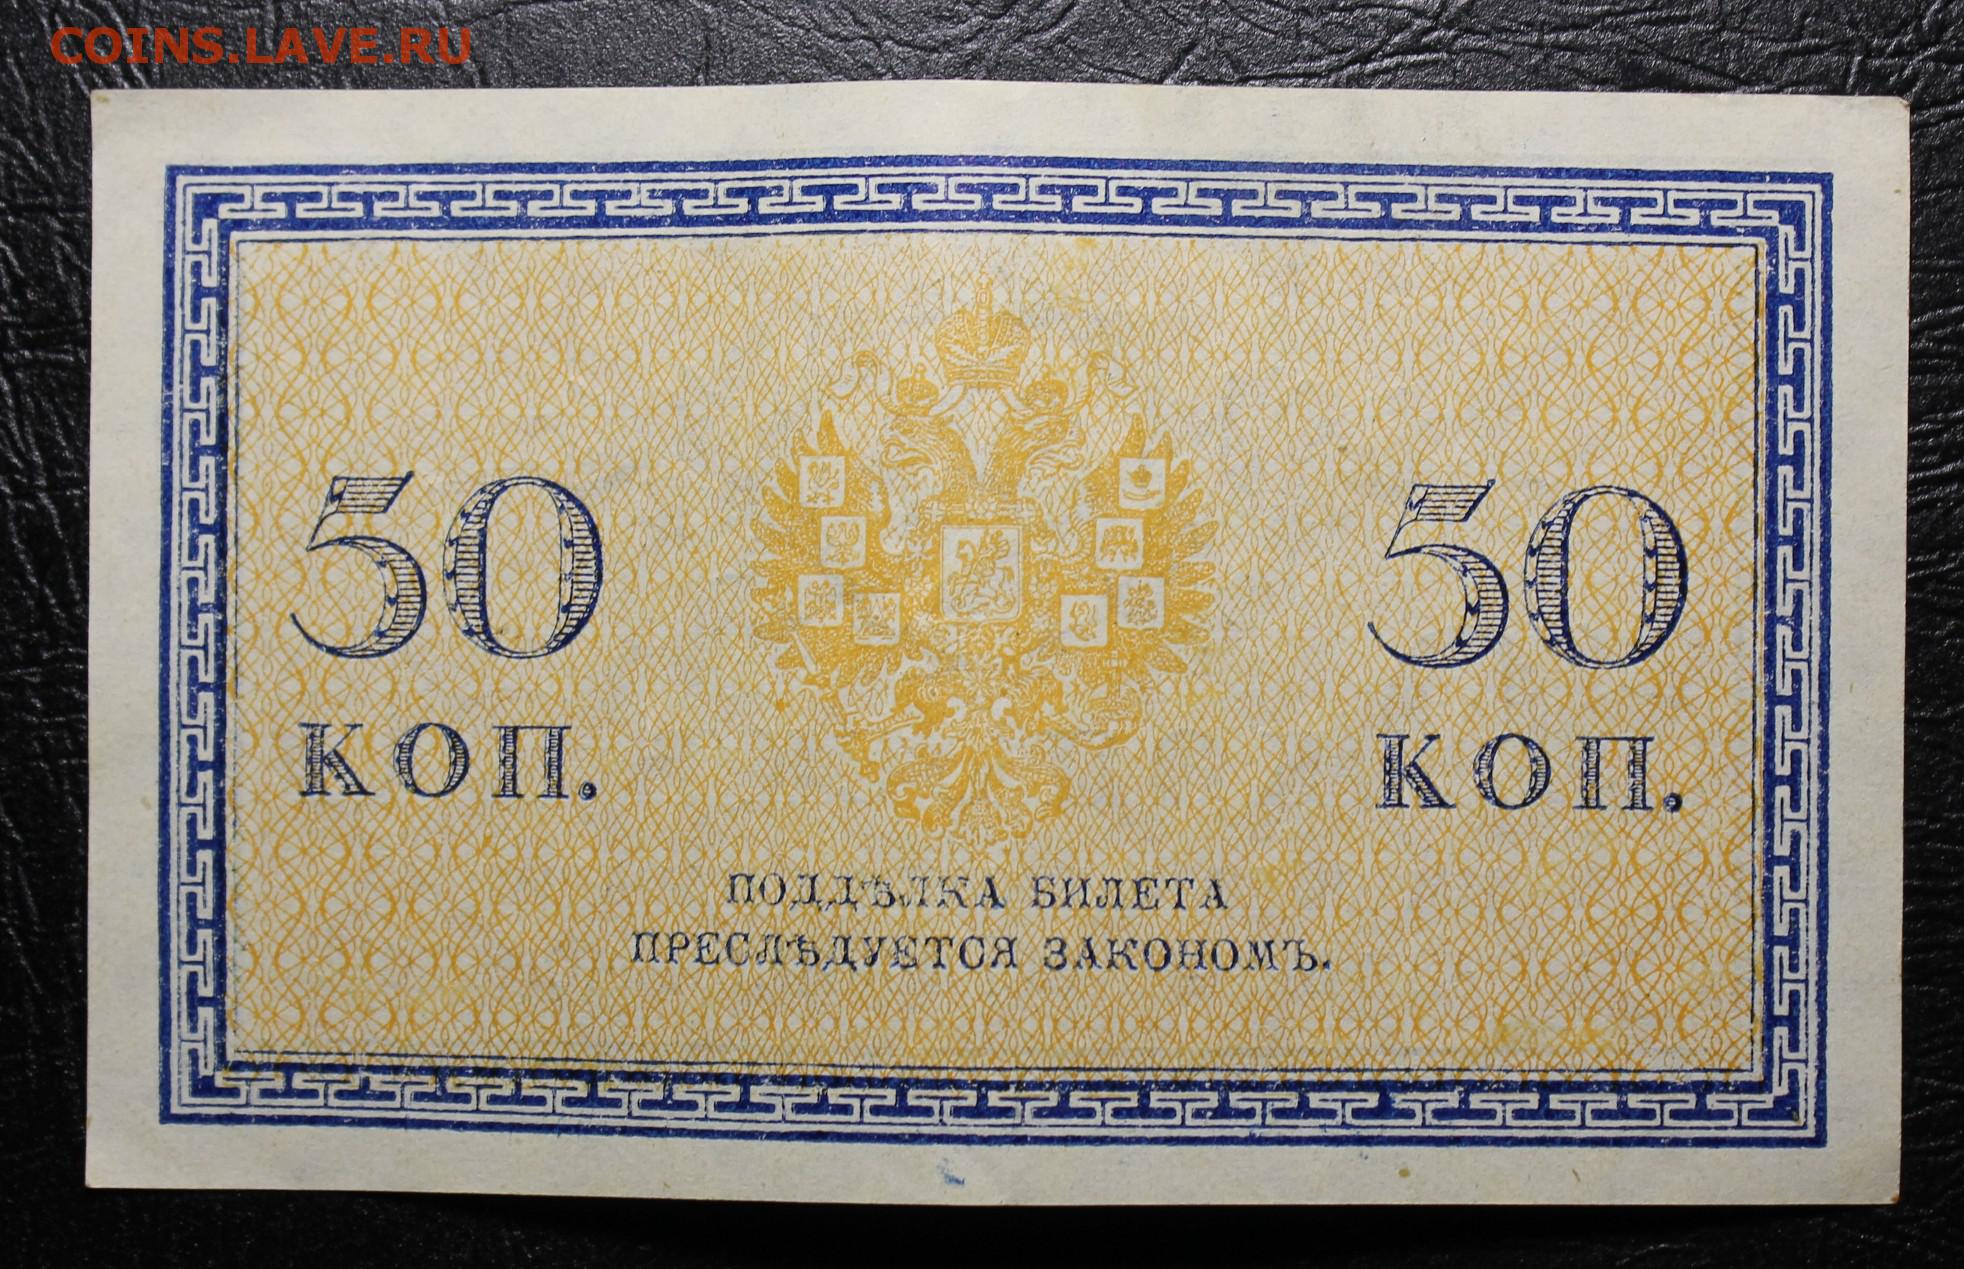 COINS.LAVE.RU
50 50
КОП. КОП.
ПОДДѢЛКА БИЛЕТА
ПРЕСЛѢДУЕТСЯ ЗАКОНОМЪ.